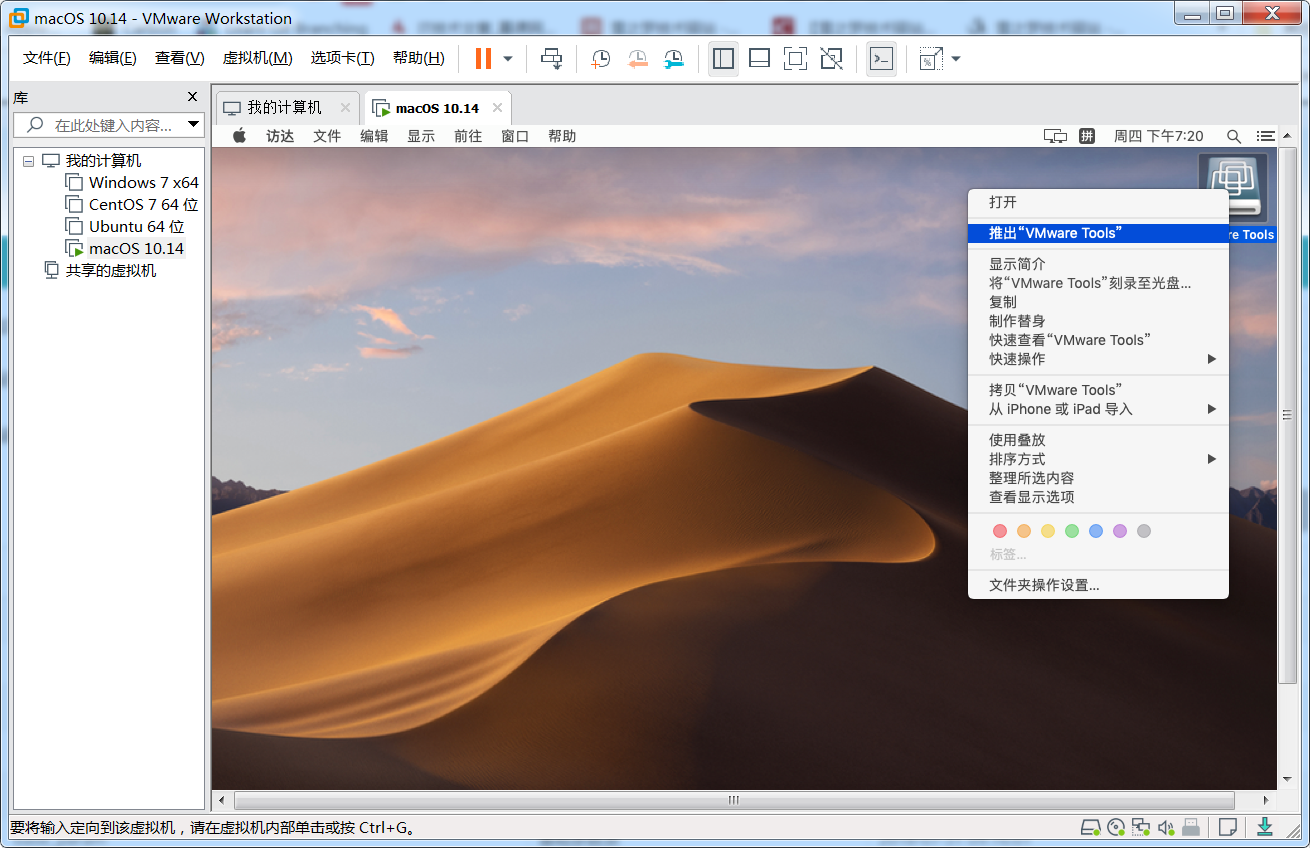 macOS 10.14 - VMware Workstation
文件(F) 编辑(E) 查看(V) 虚拟机(M) 选项卡(T) 帮助(H)
库
在此处键入内容...
我的计算机
Windows 7 x64
CentOS 7 64 位
Ubuntu 64 位
macOS 10.14
共享的虚拟机
我的计算机 macOS 10.14
访达 文件 编辑 显示 前往 窗口 帮助 拼 周四 下午7:20
re Tools
打开
推出“VMware Tools”
显示简介
将“VMware Tools”刻录至光盘...
复制
制作替身
快速查看“VMware Tools”
快速操作
拷贝“VMware Tools”
从 iPhone 或 iPad 导入
使用叠放
排序方式
整理所选内容
查看显示选项
标签...
文件夹操作设置...
要将输入定向到该虚拟机，请在虚拟机内部单击或按 Ctrl+G。